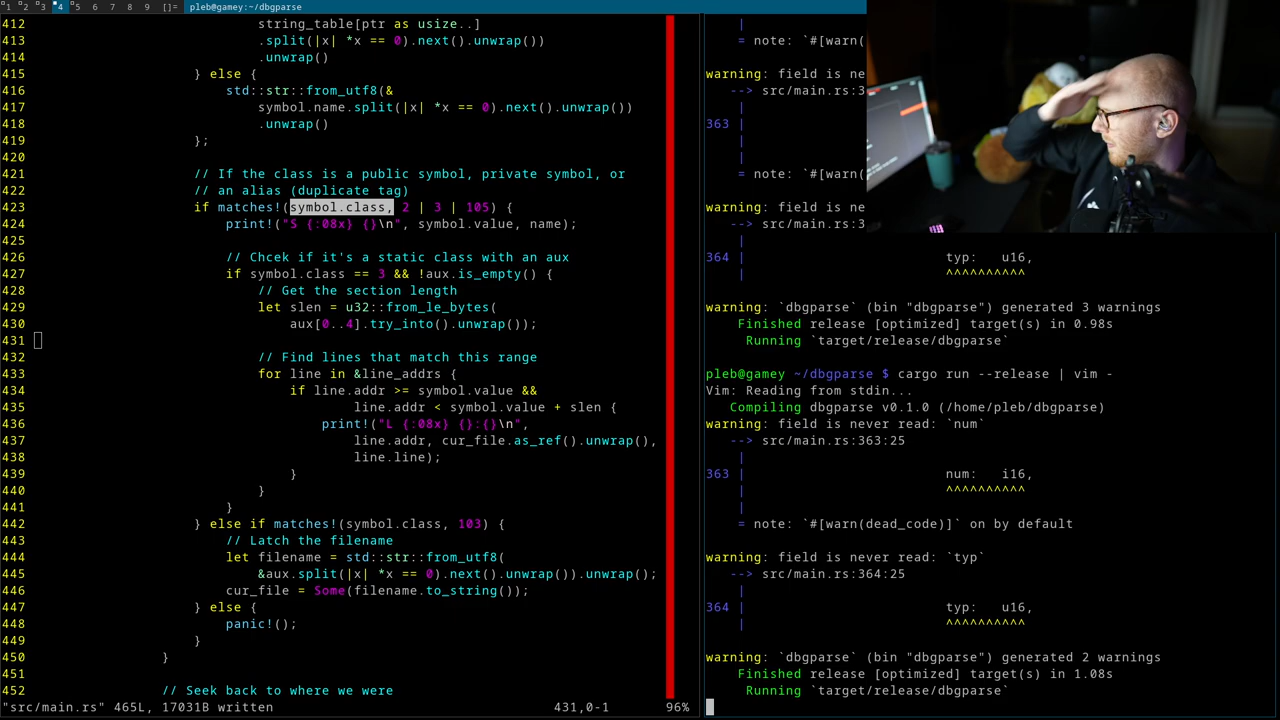 1 2 3 4 5 6 7 8 9 []= pleb@gamey:~/dbgparse
412 string_table[ptr as usize..]
413 .split(|x| *x == 0).next().unwrap())
414 .unwrap()
415 } else {
416 std::str::from_utf8(&
417 symbol.name.split(|x| *x == 0).next().unwrap())
418 .unwrap()
419 };
420
421 // If the class is a public symbol, private symbol, or
422 // an alias (duplicate tag)
423 if matches!(symbol.class, 2 | 3 | 105) {
424 print!("S {:08x} {}\n", symbol.value, name);
425
426 // Chcek if it's a static class with an aux
427 if symbol.class == 3 && !aux.is_empty() {
428 // Get the section length
429 let slen = u32::from_le_bytes(
430 aux[0..4].try_into().unwrap());
431
432 // Find lines that match this range
433 for line in &line_addrs {
434 if line.addr >= symbol.value &&
435 line.addr < symbol.value + slen {
436 print!("L {:08x} {}:{}\n",
437 line.addr, cur_file.as_ref().unwrap(),
438 line.line);
439 }
440 }
441 }
442 } else if matches!(symbol.class, 103) {
443 // Latch the filename
444 let filename = std::str::from_utf8(
445 &aux.split(|x| *x == 0).next().unwrap()).unwrap();
446 cur_file = Some(filename.to_string());
447 } else {
448 panic!();
449 }
450 }
451
452 // Seek back to where we were
"src/main.rs" 465L, 17031B written 431,0-1 96%
|
= note: `#[warn(
warning: field is ne
--> src/main.rs:3
|
363 |
|
|
= note: `#[warn(
warning: field is ne
--> src/main.rs:3
|
364 | typ: u16,
| ^^^^^^^^^^
warning: `dbgparse` (bin "dbgparse") generated 3 warnings
Finished release [optimized] target(s) in 0.98s
Running `target/release/dbgparse`
pleb@gamey ~/dbgparse $ cargo run --release | vim -
Vim: Reading from stdin...
Compiling dbgparse v0.1.0 (/home/pleb/dbgparse)
warning: field is never read: `num`
--> src/main.rs:363:25
|
363 | num: i16,
| ^^^^^^^^^^
|
= note: `#[warn(dead_code)]` on by default
warning: field is never read: `typ`
--> src/main.rs:364:25
|
364 | typ: u16,
| ^^^^^^^^^^
warning: `dbgparse` (bin "dbgparse") generated 2 warnings
Finished release [optimized] target(s) in 1.08s
Running `target/release/dbgparse`